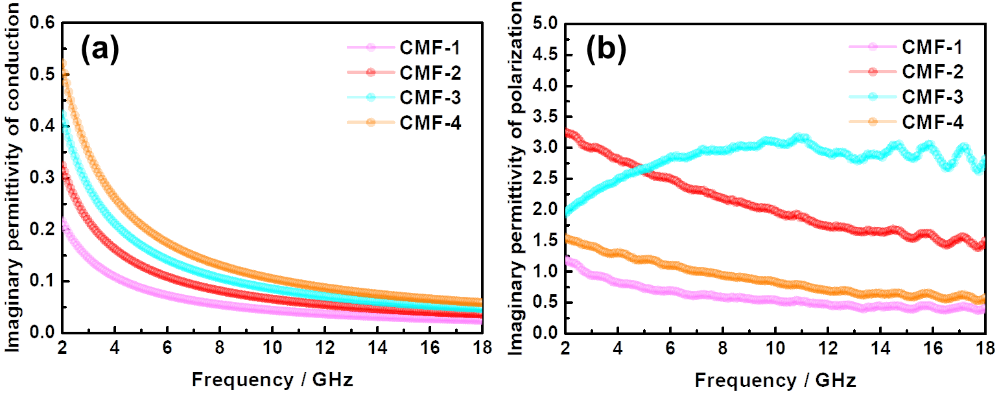 Imaginary permittivity of conduction
0.6
0.5
0.4
0.3
0.2
0.1
0.0
(a)
CMF-1
CMF-2
CMF-3
CMF-4
2 4 6 8 10 12 14 16 18
Frequency / GHz
Imaginary permittivity of polarization
5.0
4.5
4.0
3.5
3.0
2.5
2.0
1.5
1.0
0.5
0.0
(b)
CMF-1
CMF-2
CMF-3
CMF-4
2 4 6 8 10 12 14 16 18
Frequency / GHz